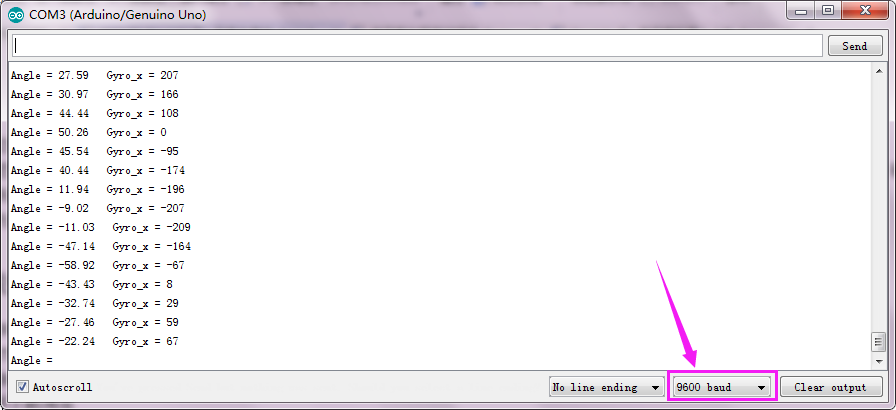 COM3 (Arduino/Genuino Uno)
Send
Angle = 27.59 Gyro_x = 207
Angle = 30.97 Gyro_x = 166
Angle = 44.44 Gyro_x = 108
Angle = 50.26 Gyro_x = 0
Angle = 45.54 Gyro_x = -95
Angle = 40.44 Gyro_x = -174
Angle = 11.94 Gyro_x = -196
Angle = -9.02 Gyro_x = -207
Angle = -11.03 Gyro_x = -209
Angle = -47.14 Gyro_x = -164
Angle = -58.92 Gyro_x = -67
Angle = -43.43 Gyro_x = 8
Angle = -32.74 Gyro_x = 29
Angle = -27.46 Gyro_x = 59
Angle = -22.24 Gyro_x = 67
Angle =
Autoscroll No line ending 9600 baud Clear output